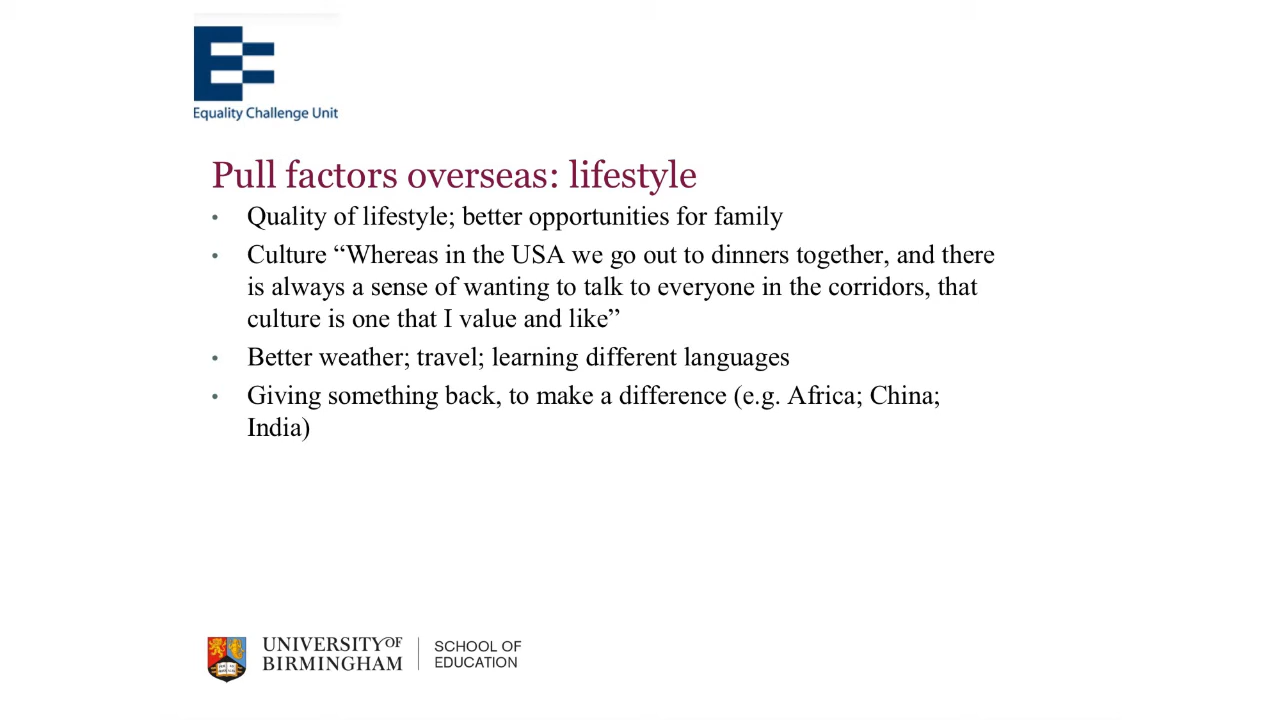 Equality Challenge Unit
Pull factors overseas: lifestyle
• Quality of lifestyle; better opportunities for family
• Culture “Whereas in the USA we go out to dinners together, and there
is always a sense of wanting to talk to everyone in the corridors, that
culture is one that I value and like”
• Better weather; travel; learning different languages
• Giving something back, to make a difference (e.g. Africa; China;
India)
UNIVERSITY OF
BIRMINGHAM
SCHOOL OF
EDUCATION